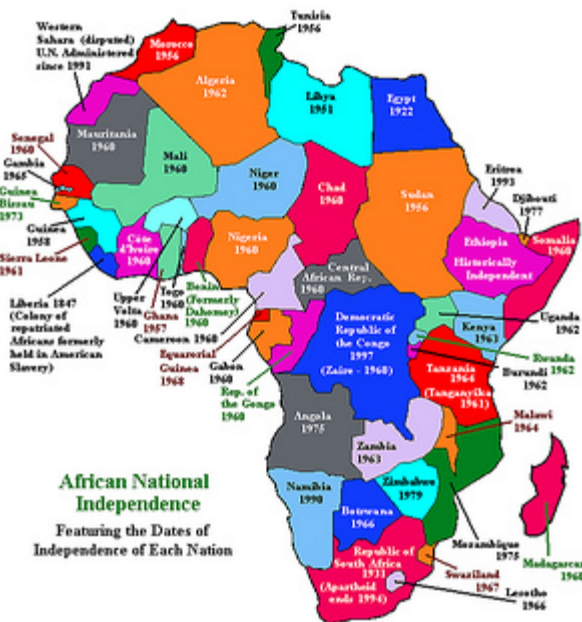 Tunisia
1956
Western
Sahara (disputed)
U.N. Administered
since 1991
Morocco
1956
Algeria
1962
Libya
1951
Egypt
1922
Mauritania
1960
Mali
1960
Niger
1960
Chad
1960
Sudan
1956
Eritrea
1993
Djibouti
1977
Senegal
1960
Gambia
1965
Guinea
Bissau
1973
Guinea
1958
Sierra Leone
1961
Liberia 1847
(Colony of
repatriated
Africans formerly
held in American
Slavery)
Côte
d'Ivoire
1960
Upper
Volta
1960
Ghana
1957
Togo
1960
Benin
(Formerly
Dahomey)
1960
Nigeria
1960
Cameroon 1960
Central
African Rep.
1960
Ethiopia
Historically
Independent
Somalia
1960
Equarorial
Guinea
1968
Gabon
1960
Rep. of
the Gongo
1960
Democratic
Republic of
the Congo
1997
(Zaire - 1960)
Uganda
1962
Kenya
1963
Rwanda
1962
Burundi
1962
Tanzania
1964
(Tanganyika
1961)
Angola
1975
Zambia
1963
Malawi
1964
Namibia
1990
Botswana
1966
Zimbabwe
1979
Mozambique
1975
Madagascar
1960
Republic of
South Africa
1931
(Apartheid
ends 1994)
Swaziland
1967
Lesotho
1966
African National
Independence
Featuring the Dates of
Independence of Each Nation